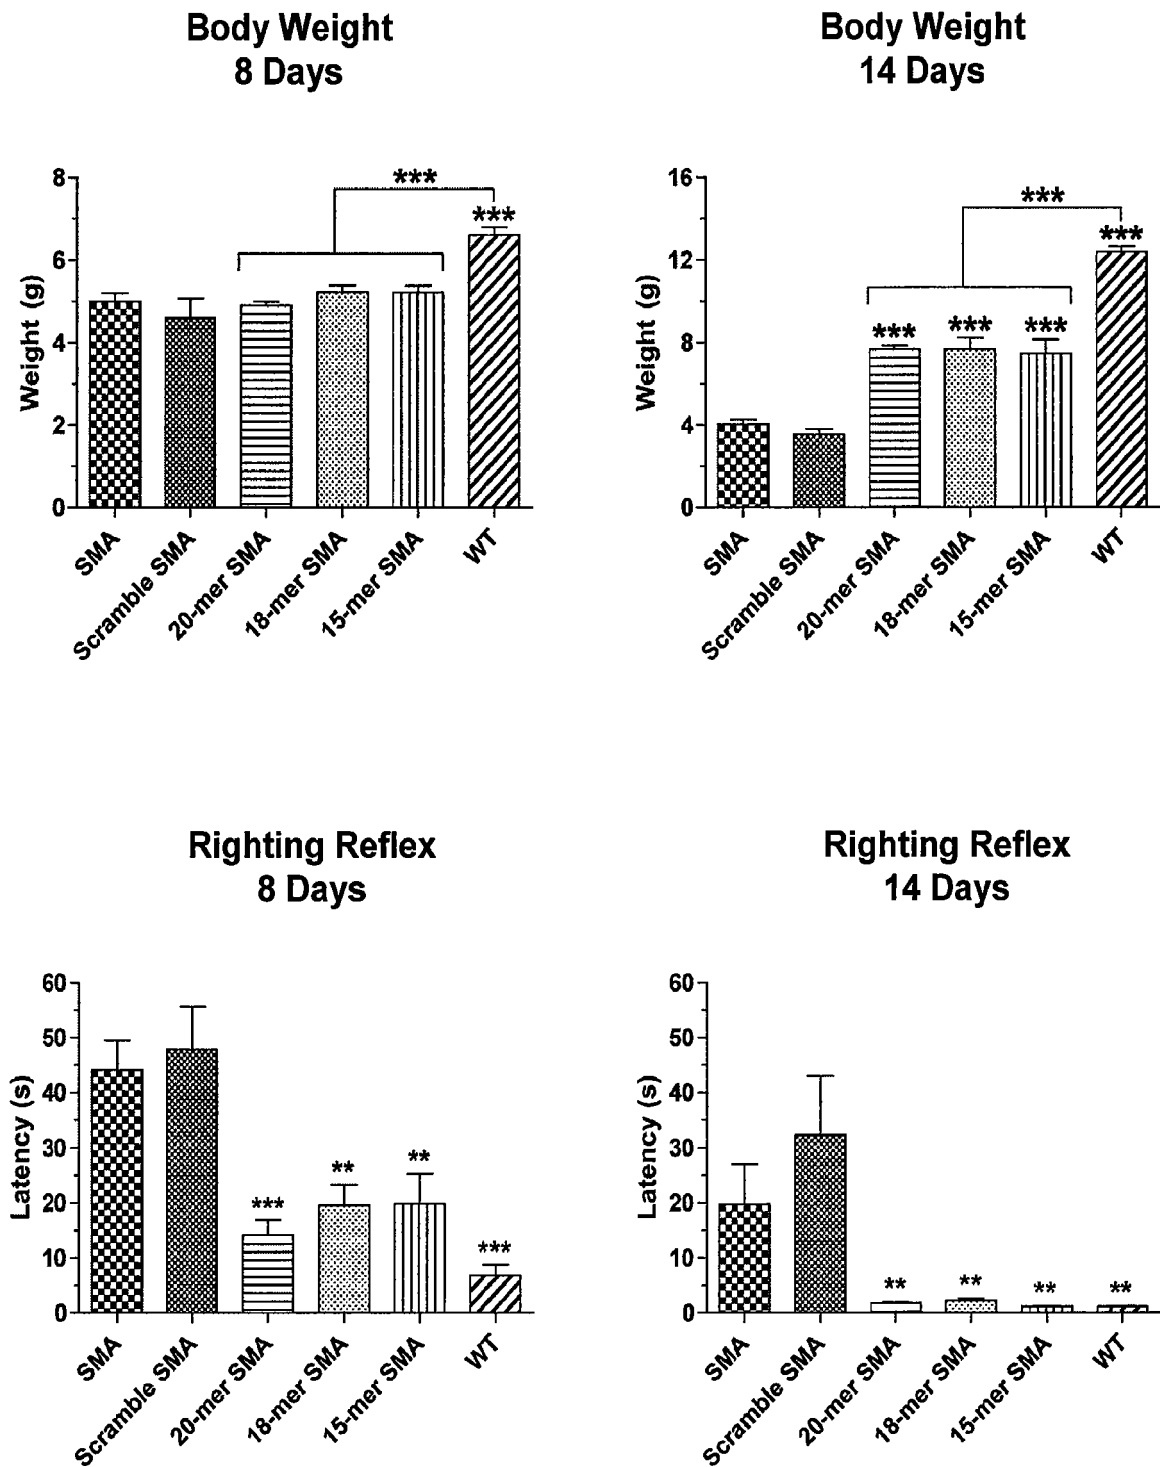 Body Weight
8 Days
Weight (g)
8
6
4
2
0
***
***
SMA
Scramble SMA
20-mer SMA
18-mer SMA
15-mer SMA
WT
Body Weight
14 Days
Weight (g)
16
12
8
4
0
***
***
***
***
***
SMA
Scramble SMA
20-mer SMA
18-mer SMA
15-mer SMA
WT
Righting Reflex
8 Days
Latency (s)
60
50
40
30
20
10
0
***
**
**
***
SMA
Scramble SMA
20-mer SMA
18-mer SMA
15-mer SMA
WT
Righting Reflex
14 Days
Latency (s)
60
50
40
30
20
10
0
**
**
**
**
SMA
Scramble SMA
20-mer SMA
18-mer SMA
15-mer SMA
WT